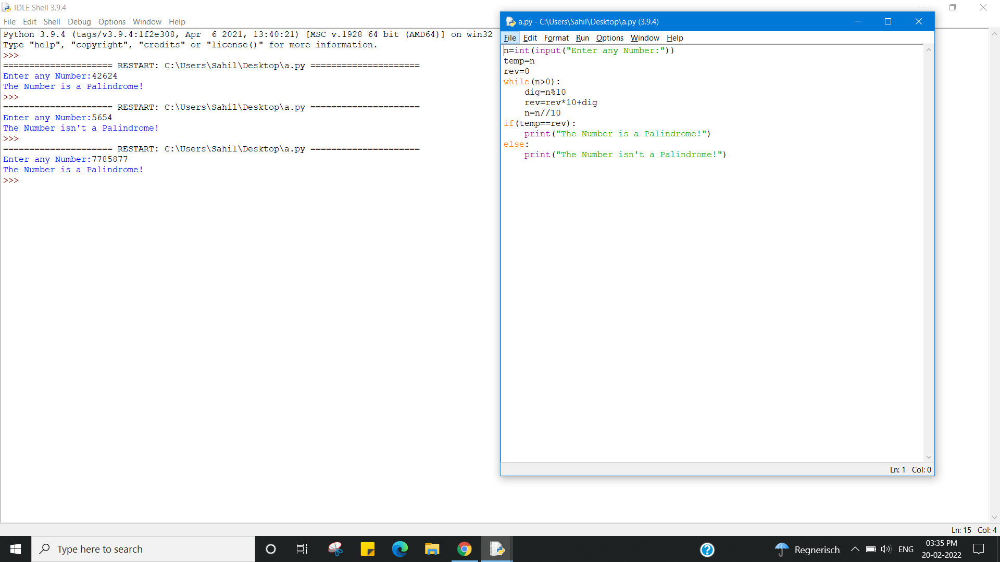 IDLE Shell 3.9.4
File Edit Shell Debug Options Window Help
Python 3.9.4 (tags/v3.9.4:1f2e308, Apr  6 2021, 13:40:21) [MSC v.1928 64 bit (AMD64)] on win32
Type "help", "copyright", "credits" or "license()" for more information.
>>>
===================== RESTART: C:\Users\Sahil\Desktop\a.py =====================
Enter any Number:42624
The Number is a Palindrome!
>>>
===================== RESTART: C:\Users\Sahil\Desktop\a.py =====================
Enter any Number:5654
The Number isn't a Palindrome!
>>>
===================== RESTART: C:\Users\Sahil\Desktop\a.py =====================
Enter any Number:7785877
The Number is a Palindrome!
>>>
a.py - C:\Users\Sahil\Desktop\a.py (3.9.4)
File Edit Format Run Options Window Help
n=int(input("Enter any Number:"))
temp=n
rev=0
while(n>0):
    dig=n%10
    rev=rev*10+dig
    n=n//10
if(temp==rev):
    print("The Number is a Palindrome!")
else:
    print("The Number isn't a Palindrome!")
Ln: 1 Col: 0
Ln: 15 Col: 4
Type here to search
Regnerisch
ENG
03:35 PM
20-02-2022